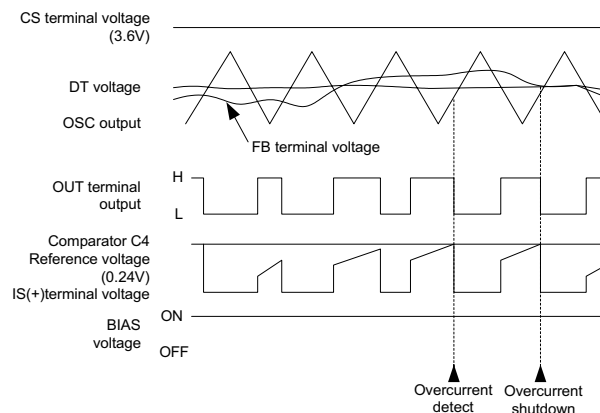 CS terminal voltage
(3.6V)
DT voltage
OSC output
FB terminal voltage
OUT terminal
output
H
L
Comparator C4
Reference voltage
(0.24V)
IS(+)terminal voltage
BIAS
voltage
ON
OFF
Overcurrent
detect
Overcurrent
shutdown